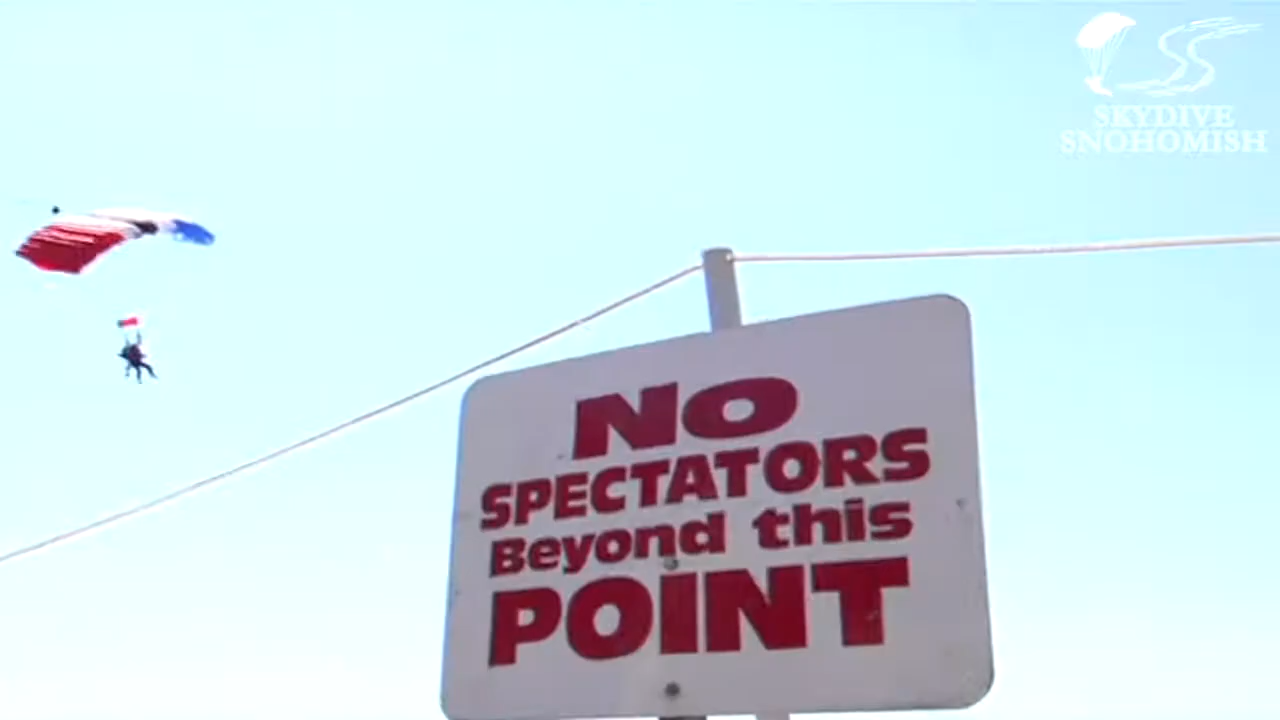 SKYDIVE
SNOHOMISH
NO
SPECTATORS
Beyond this
POINT